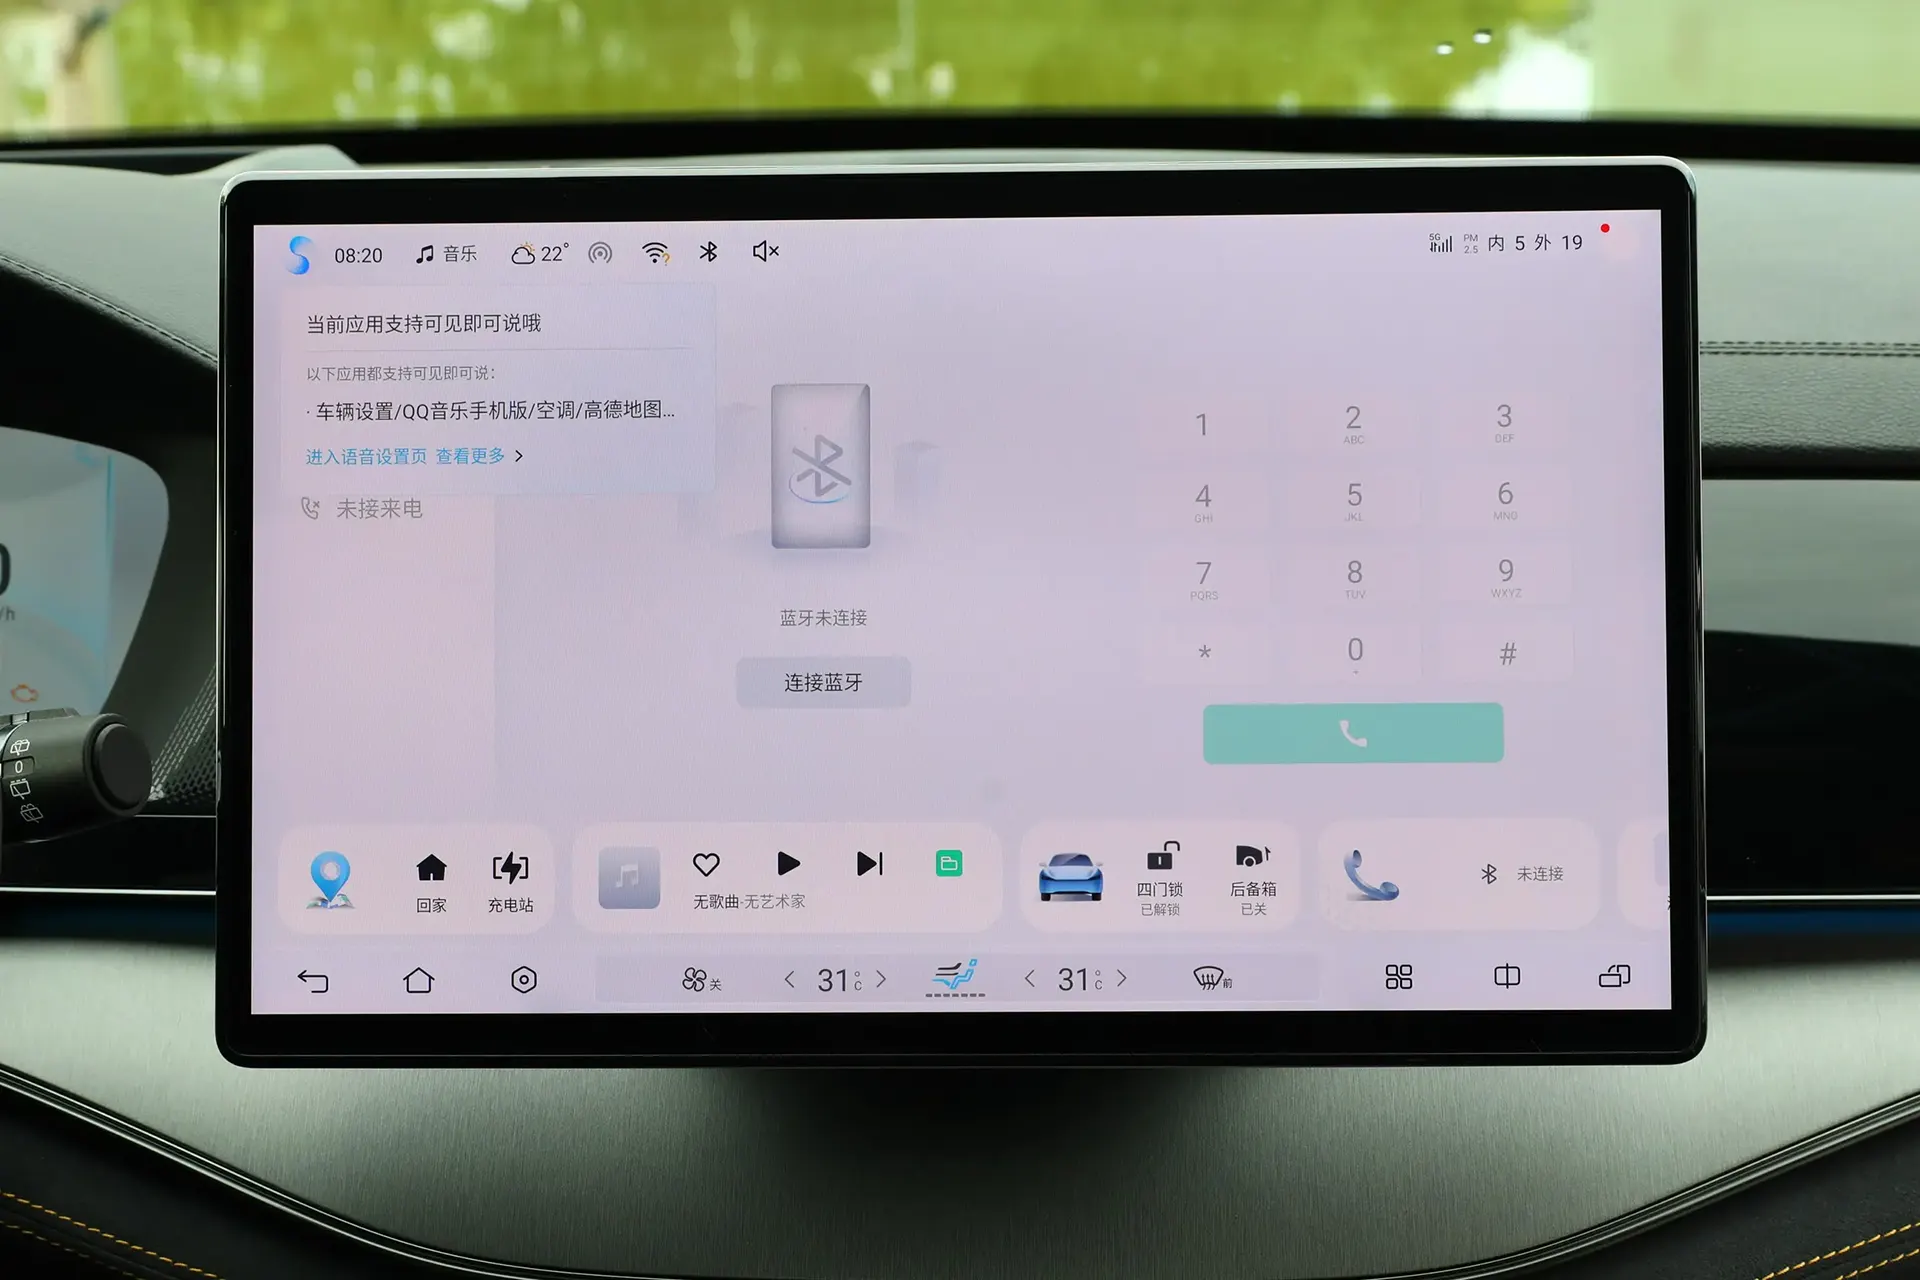 08:20 音乐 22° 5G PM 2.5 内 5 外 19
当前应用支持可见即可说哦
以下应用都支持可见即可说:
· 车辆设置/QQ音乐手机版/空调/高德地图...
进入语音设置页 查看更多 >
未接来电
蓝牙未连接
连接蓝牙
1 2 3
ABC DEF
4 5 6
GHI JKL MNO
7 8 9
PQRS TUV WXYZ
* 0 #
回家 充电站
无歌曲-无艺术家
四门锁 后备箱
已解锁 已关
未连接
关 < 31°C > < 31°C > 前
0
/h
0